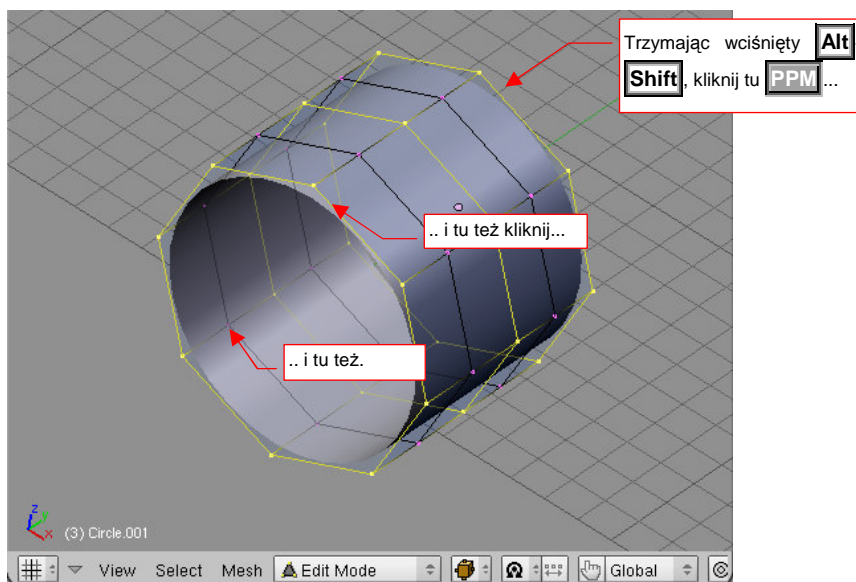 Trzymając wciśnięty Alt
Shift, kliknij tu PPM...
.. i tu też kliknij...
.. i tu też.
z
y
x
(3) Circle.001
View Select Mesh Edit Mode Global